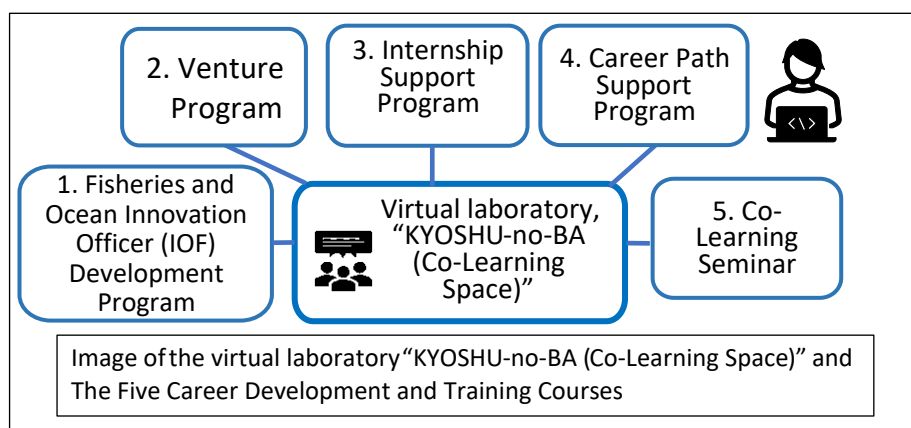 1. Fisheries and
Ocean Innovation
Officer (IOF)
Development
Program
2. Venture
Program
3. Internship
Support
Program
4. Career Path
Support
Program
</>
Virtual laboratory,
“KYOSHU-no-BA
(Co-Learning
Space)”
5. Co-
Learning
Seminar
Image of the virtual laboratory “KYOSHU-no-BA (Co-Learning Space)” and
The Five Career Development and Training Courses